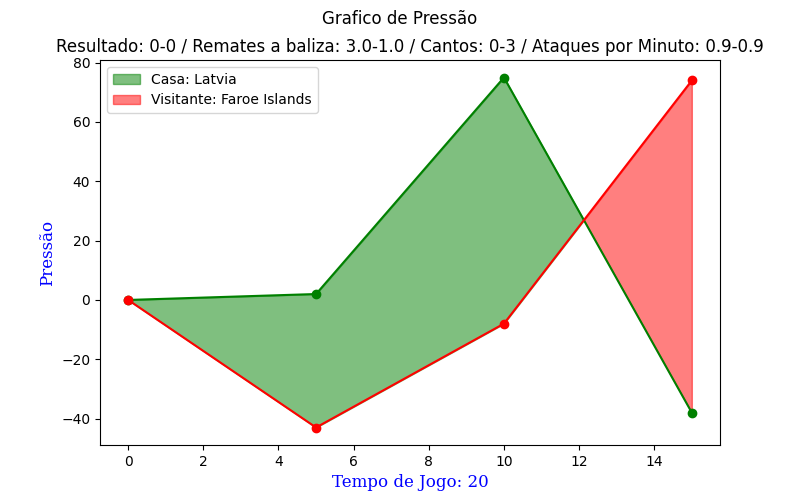 Grafico de Pressão
Resultado: 0-0 / Remates a baliza: 3.0-1.0 / Cantos: 0-3 / Ataques por Minuto: 0.9-0.9
Casa: Latvia
Visitante: Faroe Islands
Pressão
80
60
40
20
0
−20
−40
0 2 4 6 8 10 12 14
Tempo de Jogo: 20